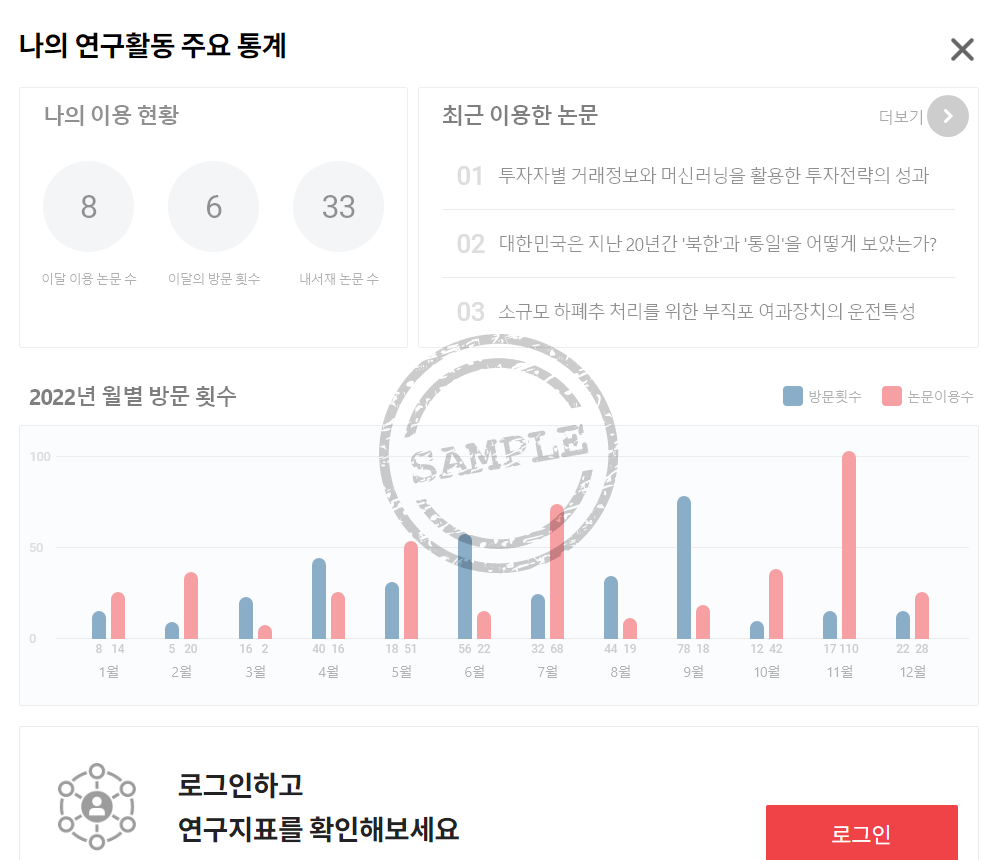 나의 연구활동 주요 통계
나의 이용 현황
8 6 33
이달 이용 논문 수 이달의 방문 횟수 내서재 논문 수
최근 이용한 논문 더보기
01 투자자별 거래정보와 머신러닝을 활용한 투자전략의 성과
02 대한민국은 지난 20년간 '북한'과 '통일'을 어떻게 보았는가?
03 소규모 하폐추 처리를 위한 부직포 여과장치의 운전특성
2022년 월별 방문 횟수 방문횟수 논문이용수
SAMPLE
100
50
0
8 14 5 20 16 2 40 16 18 51 56 22 32 68 44 19 78 18 12 42 17 110 22 28
1월 2월 3월 4월 5월 6월 7월 8월 9월 10월 11월 12월
로그인하고
연구지표를 확인해보세요
로그인